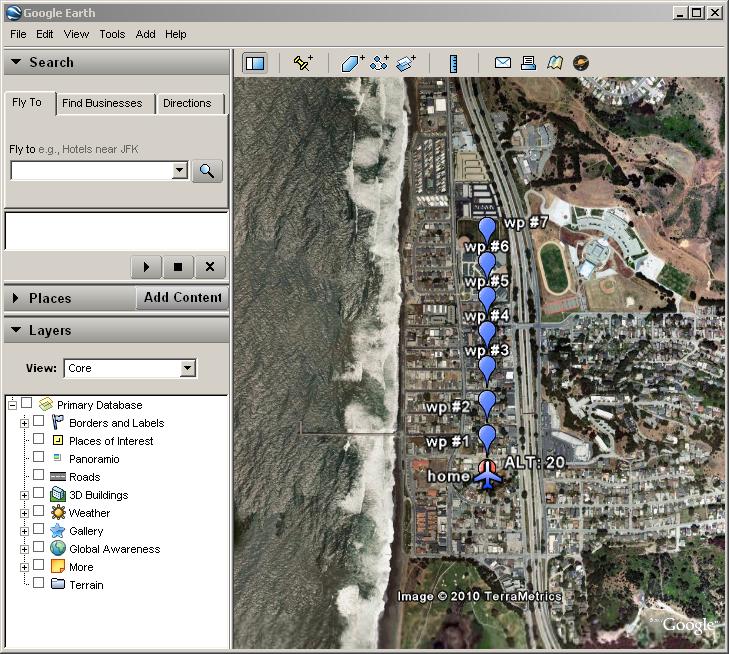 Google Earth
File Edit View Tools Add Help
Search
Fly To
Find Businesses
Directions
Fly to e.g., Hotels near JFK
Places
Add Content
Layers
View: Core
Primary Database
Borders and Labels
Places of Interest
Panoramio
Roads
3D Buildings
Weather
Gallery
Global Awareness
More
Terrain
wp #7
wp #6
wp #5
wp #4
wp #3
wp #2
wp #1
ALT: 20
home
Image © 2010 TerraMetrics
Google